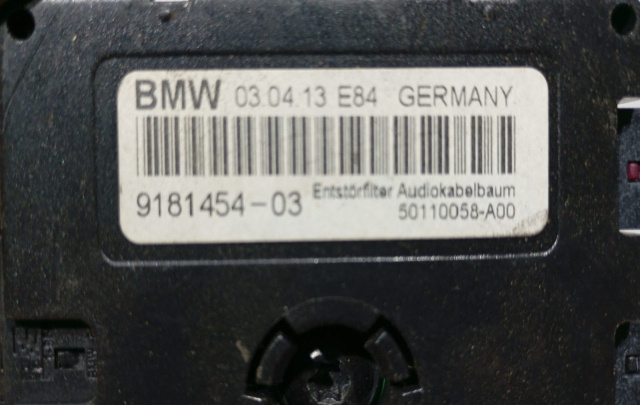 BMW 03.04.13 E84 GERMANY
Entstörfilter Audiokabelbaum
9181454-03
50110058-A00